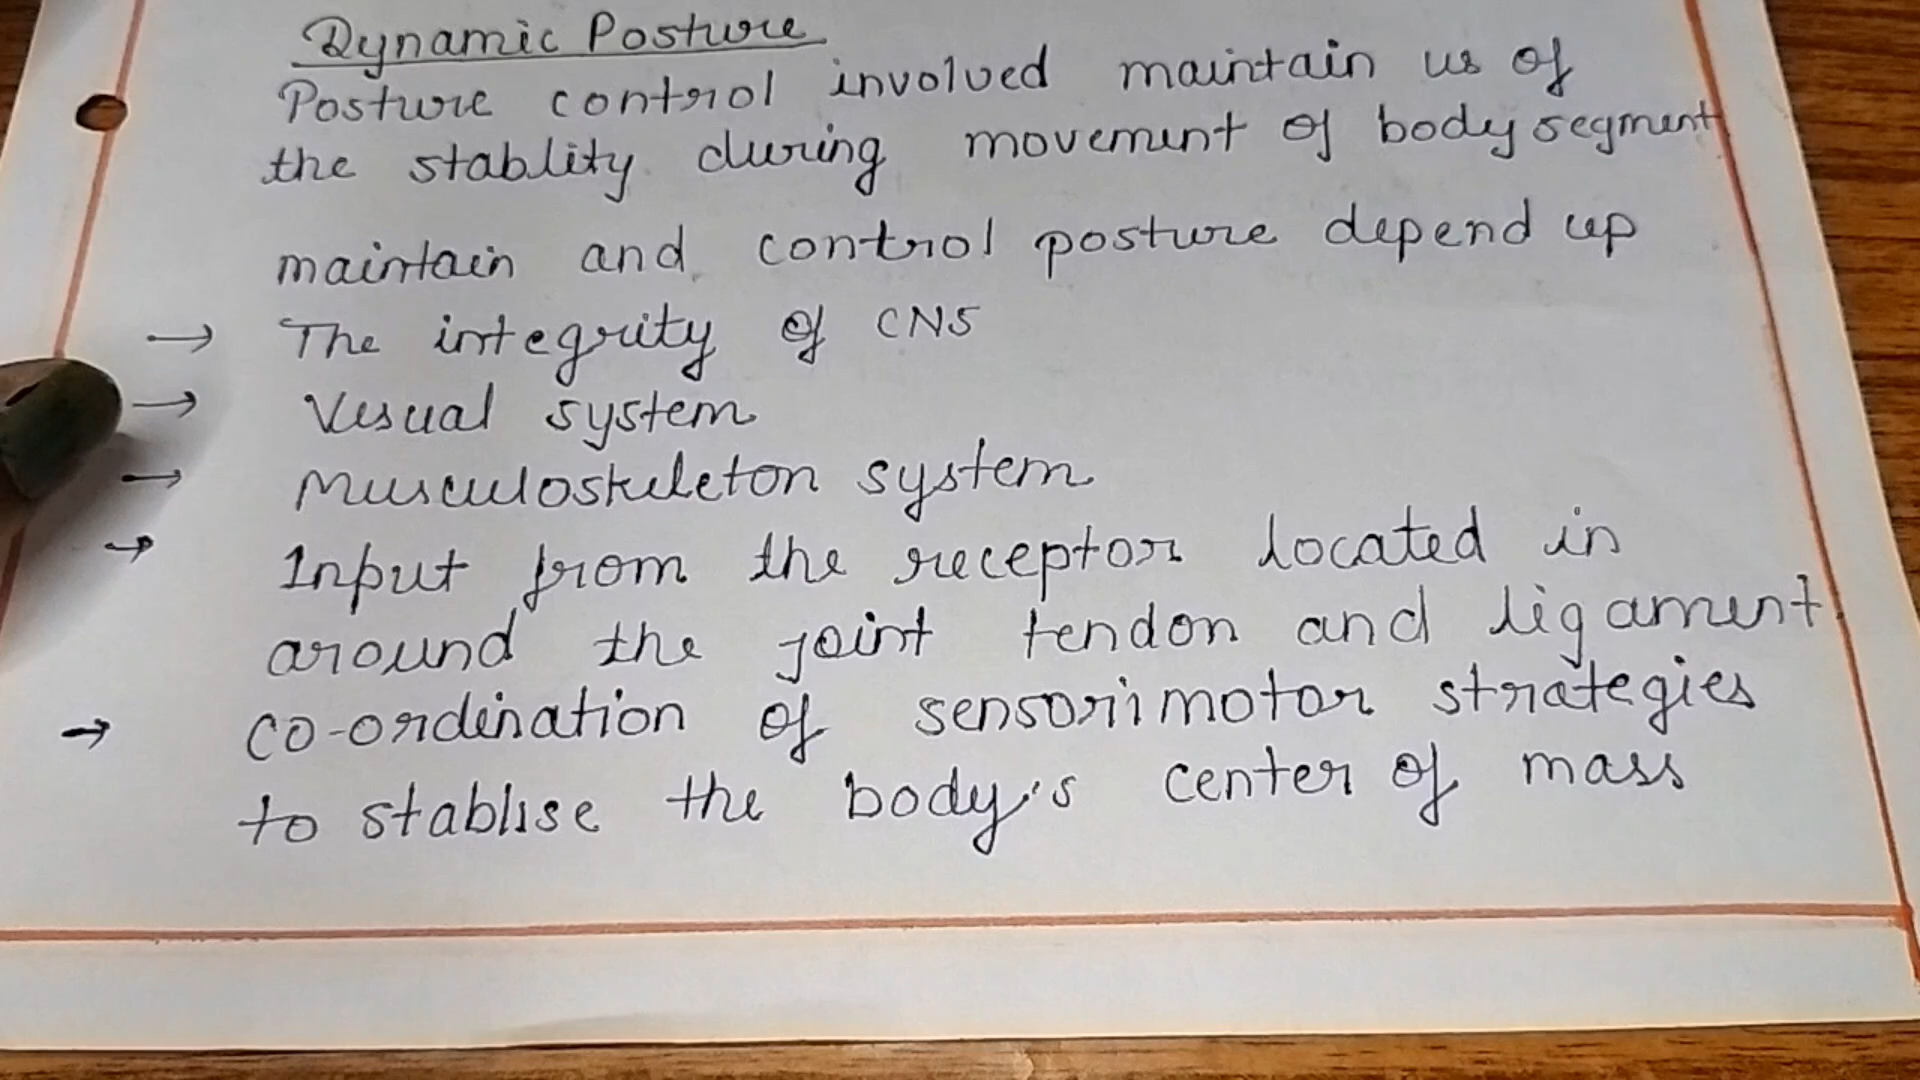 Dynamic Posture
Posture control involved maintain us of
the stablity during movement of body segment
maintain and control posture depend up
→ The integrity of CNS
→ Visual system
→ Musculoskeleton system
→ Input from the receptor located in
around the joint tendon and ligament
→ co-ordination of sensorimotor strategies
to stablise the body's center of mass